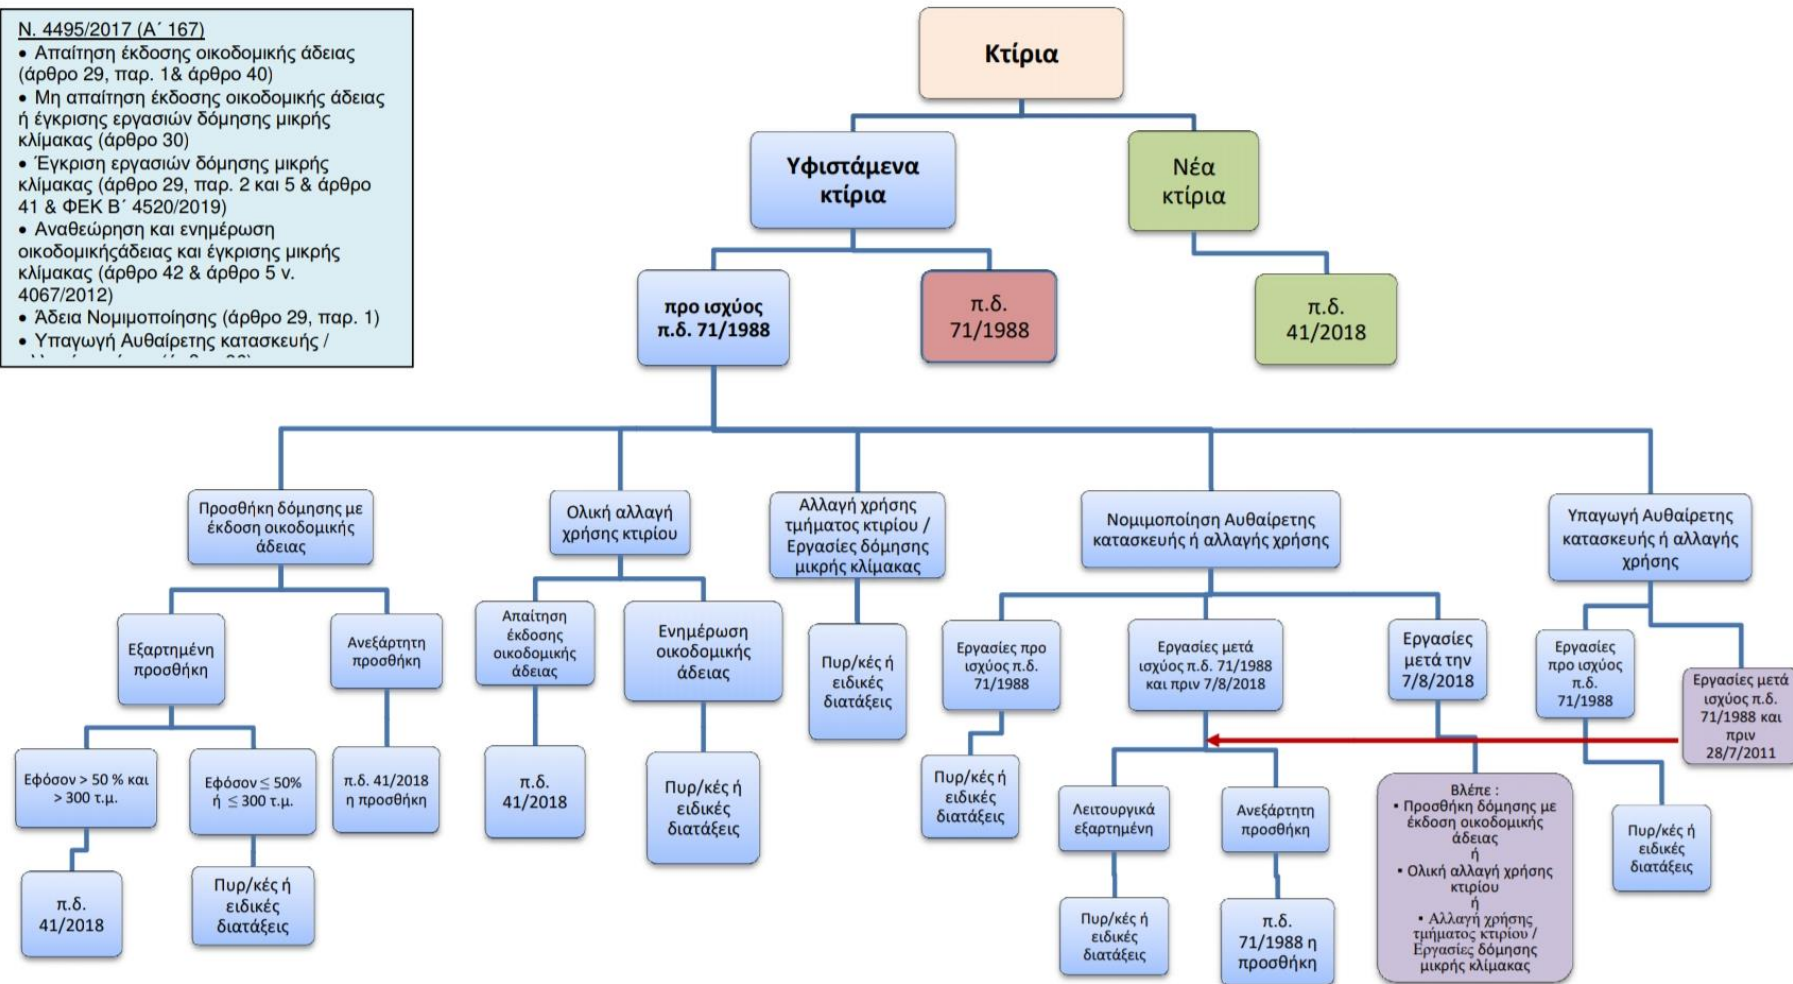 Ν. 4495/2017 (Α΄ 167)
• Απαίτηση έκδοσης οικοδομικής άδειας
(άρθρο 29, παρ. 1& άρθρο 40)
• Μη απαίτηση έκδοσης οικοδομικής άδειας
ή έγκρισης εργασιών δόμησης μικρής
κλίμακας (άρθρο 30)
• Έγκριση εργασιών δόμησης μικρής
κλίμακας (άρθρο 29, παρ. 2 και 5 & άρθρο
41 & ΦΕΚ Β΄ 4520/2019)
• Αναθεώρηση και ενημέρωση
οικοδομικήςάδειας και έγκρισης μικρής
κλίμακας (άρθρο 42 & άρθρο 5 ν.
4067/2012)
• Άδεια Νομιμοποίησης (άρθρο 29, παρ. 1)
• Υπαγωγή Αυθαίρετης κατασκευής /
Κτίρια
Υφιστάμενα
κτίρια
Νέα
κτίρια
προ ισχύος
π.δ. 71/1988
π.δ.
71/1988
π.δ.
41/2018
Προσθήκη δόμησης με
έκδοση οικοδομικής
άδειας
Ολική αλλαγή
χρήσης κτιρίου
Αλλαγή χρήσης
τμήματος κτιρίου /
Εργασίες δόμησης
μικρής κλίμακας
Νομιμοποίηση Αυθαίρετης
κατασκευής ή αλλαγής χρήσης
Υπαγωγή Αυθαίρετης
κατασκευής ή αλλαγής
χρήσης
Εξαρτημένη
προσθήκη
Ανεξάρτητη
προσθήκη
Απαίτηση
έκδοσης
οικοδομικής
άδειας
Ενημέρωση
οικοδομικής
άδειας
Πυρ/κές ή
ειδικές
διατάξεις
Εργασίες προ
ισχύος π.δ.
71/1988
Εργασίες μετά
ισχύος π.δ. 71/1988
και πριν 7/8/2018
Εργασίες
μετά την
7/8/2018
Εργασίες
προ ισχύος
π.δ.
71/1988
Εργασίες μετά
ισχύος π.δ.
71/1988 και
πριν
28/7/2011
Εφόσον > 50 % και
> 300 τ.μ.
Εφόσον ≤ 50%
ή ≤ 300 τ.μ.
π.δ. 41/2018
η προσθήκη
π.δ.
41/2018
Πυρ/κές ή
ειδικές
διατάξεις
Πυρ/κές ή
ειδικές
διατάξεις
Λειτουργικά
εξαρτημένη
Ανεξάρτητη
προσθήκη
Βλέπε :
• Προσθήκη δόμησης με
έκδοση οικοδομικής
άδειας
ή
• Ολική αλλαγή χρήσης
κτιρίου
ή
• Αλλαγή χρήσης
τμήματος κτιρίου /
Εργασίες δόμησης
μικρής κλίμακας
Πυρ/κές ή
ειδικές
διατάξεις
π.δ.
41/2018
Πυρ/κές ή
ειδικές
διατάξεις
Πυρ/κές ή
ειδικές
διατάξεις
π.δ.
71/1988 η
προσθήκη